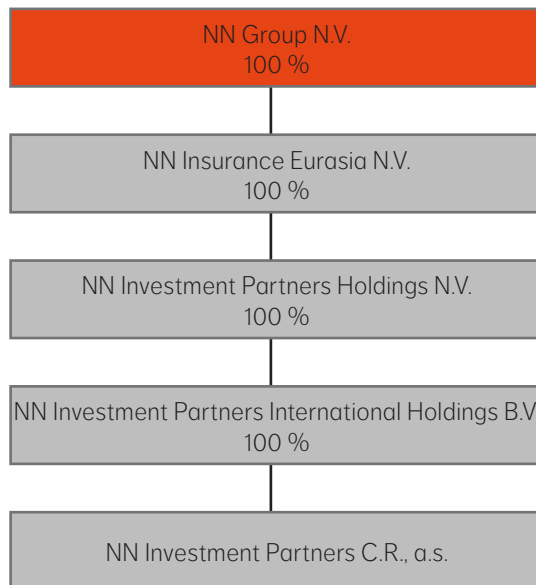 NN Group N.V.
100 %
NN Insurance Eurasia N.V.
100 %
NN Investment Partners Holdings N.V.
100 %
NN Investment Partners International Holdings B.V
100 %
NN Investment Partners C.R., a.s.